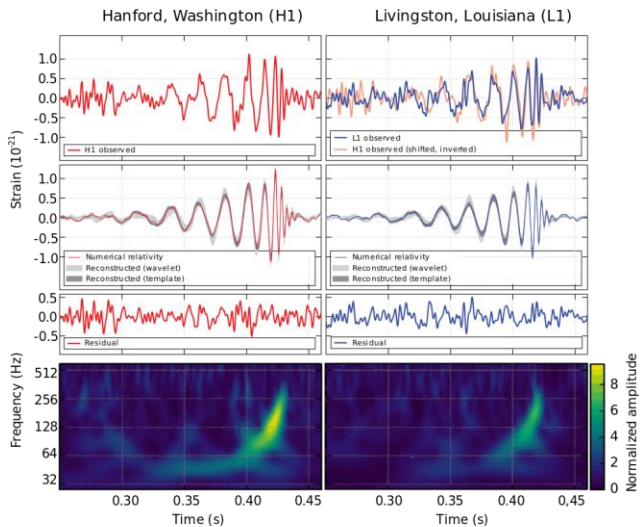 Hanford, Washington (H1)
Livingston, Louisiana (L1)
Strain (10⁻²¹)
1.0
0.5
0.0
-0.5
-1.0
H1 observed
L1 observed
H1 observed (shifted, inverted)
1.0
0.5
0.0
-0.5
-1.0
Numerical relativity
Reconstructed (wavelet)
Reconstructed (template)
Numerical relativity
Reconstructed (wavelet)
Reconstructed (template)
0.5
0.0
-0.5
Residual
Residual
Frequency (Hz)
512
256
128
64
32
0.30
0.35
0.40
0.45
Time (s)
0.30
0.35
0.40
0.45
Time (s)
8
6
4
2
0
Normalized amplitude